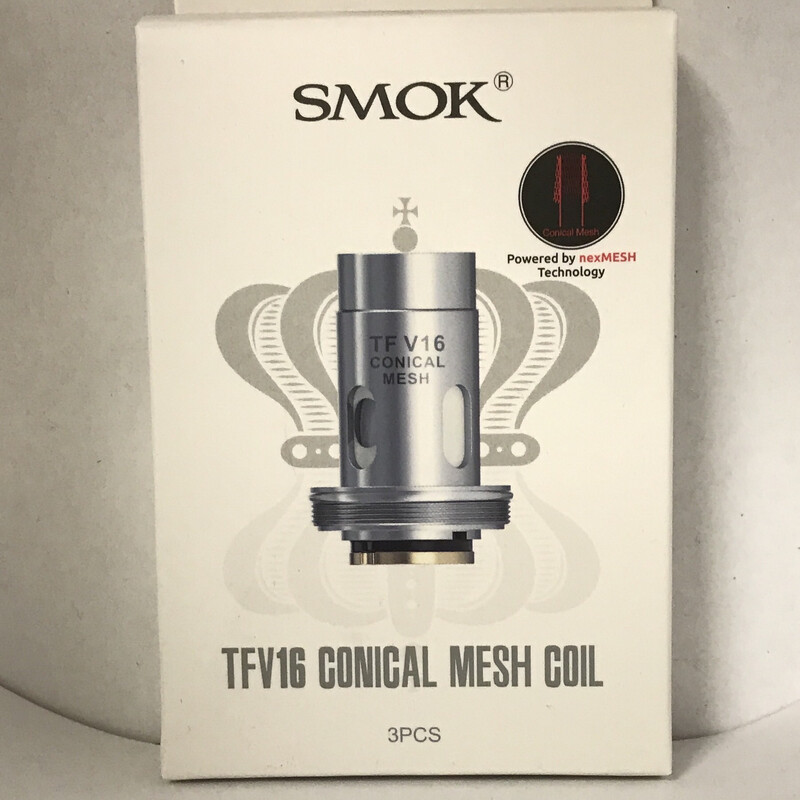 SMOK®
Conical Mesh
Powered by nexMESH
Technology
TF V16
CONICAL
MESH
TFV16 CONICAL MESH COIL
3PCS